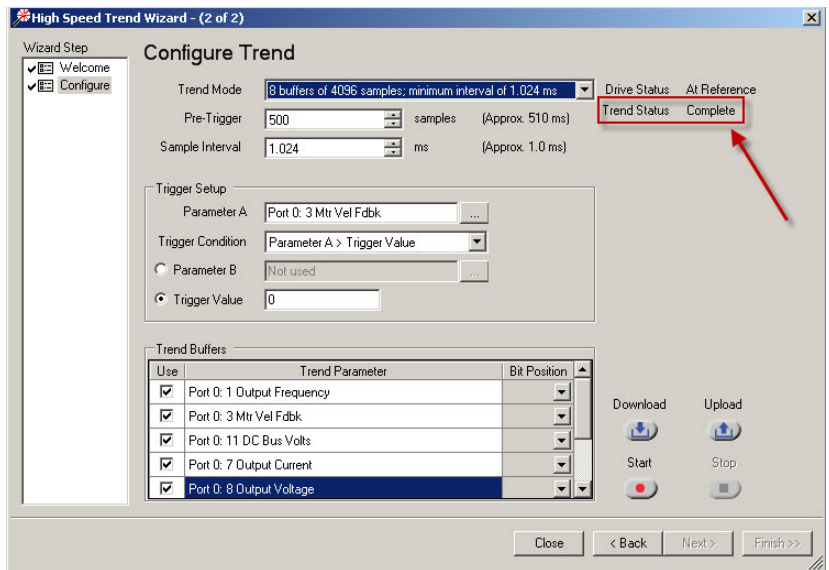 High Speed Trend Wizard - (2 of 2)
Wizard Step
Welcome
Configure
Configure Trend
Trend Mode 8 buffers of 4096 samples; minimum interval of 1.024 ms Drive Status At Reference
Pre-Trigger 500 samples (Approx. 510 ms) Trend Status Complete
Sample Interval 1.024 ms (Approx. 1.0 ms)
Trigger Setup
Parameter A Port 0: 3 Mtr Vel Fdbk ...
Trigger Condition Parameter A > Trigger Value
Parameter B Not used ...
Trigger Value 0
Trend Buffers
Use Trend Parameter Bit Position
Port 0: 1 Output Frequency
Port 0: 3 Mtr Vel Fdbk
Port 0: 11 DC Bus Volts
Port 0: 7 Output Current
Port 0: 8 Output Voltage
Download Upload
Start Stop
Close < Back Next > Finish >>